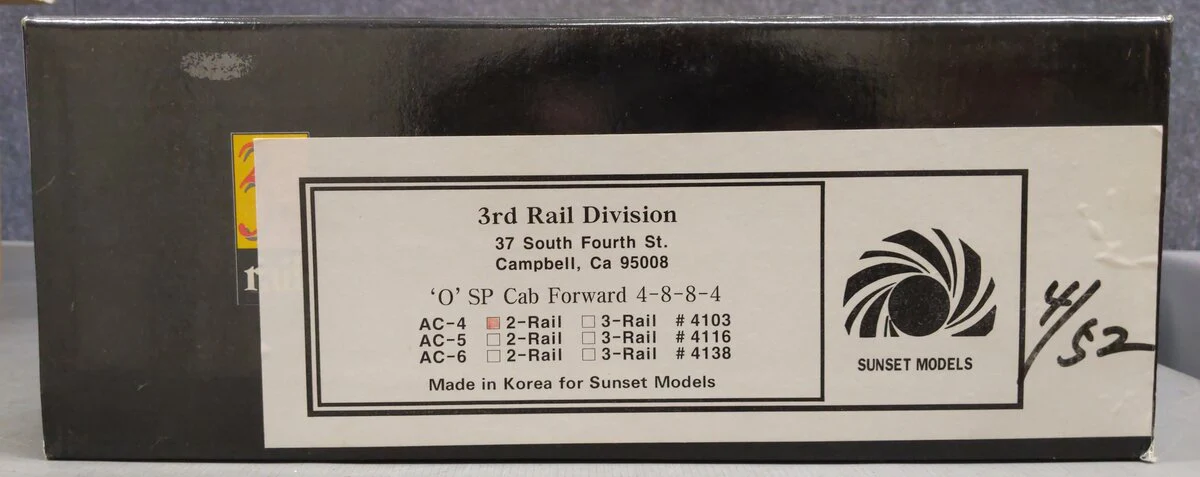 3rd Rail Division
37 South Fourth St.
Campbell, Ca 95008
‘O’ SP Cab Forward 4-8-8-4
AC-4 2-Rail 3-Rail # 4103
AC-5 2-Rail 3-Rail # 4116
AC-6 2-Rail 3-Rail # 4138
Made in Korea for Sunset Models
SUNSET MODELS
4/52